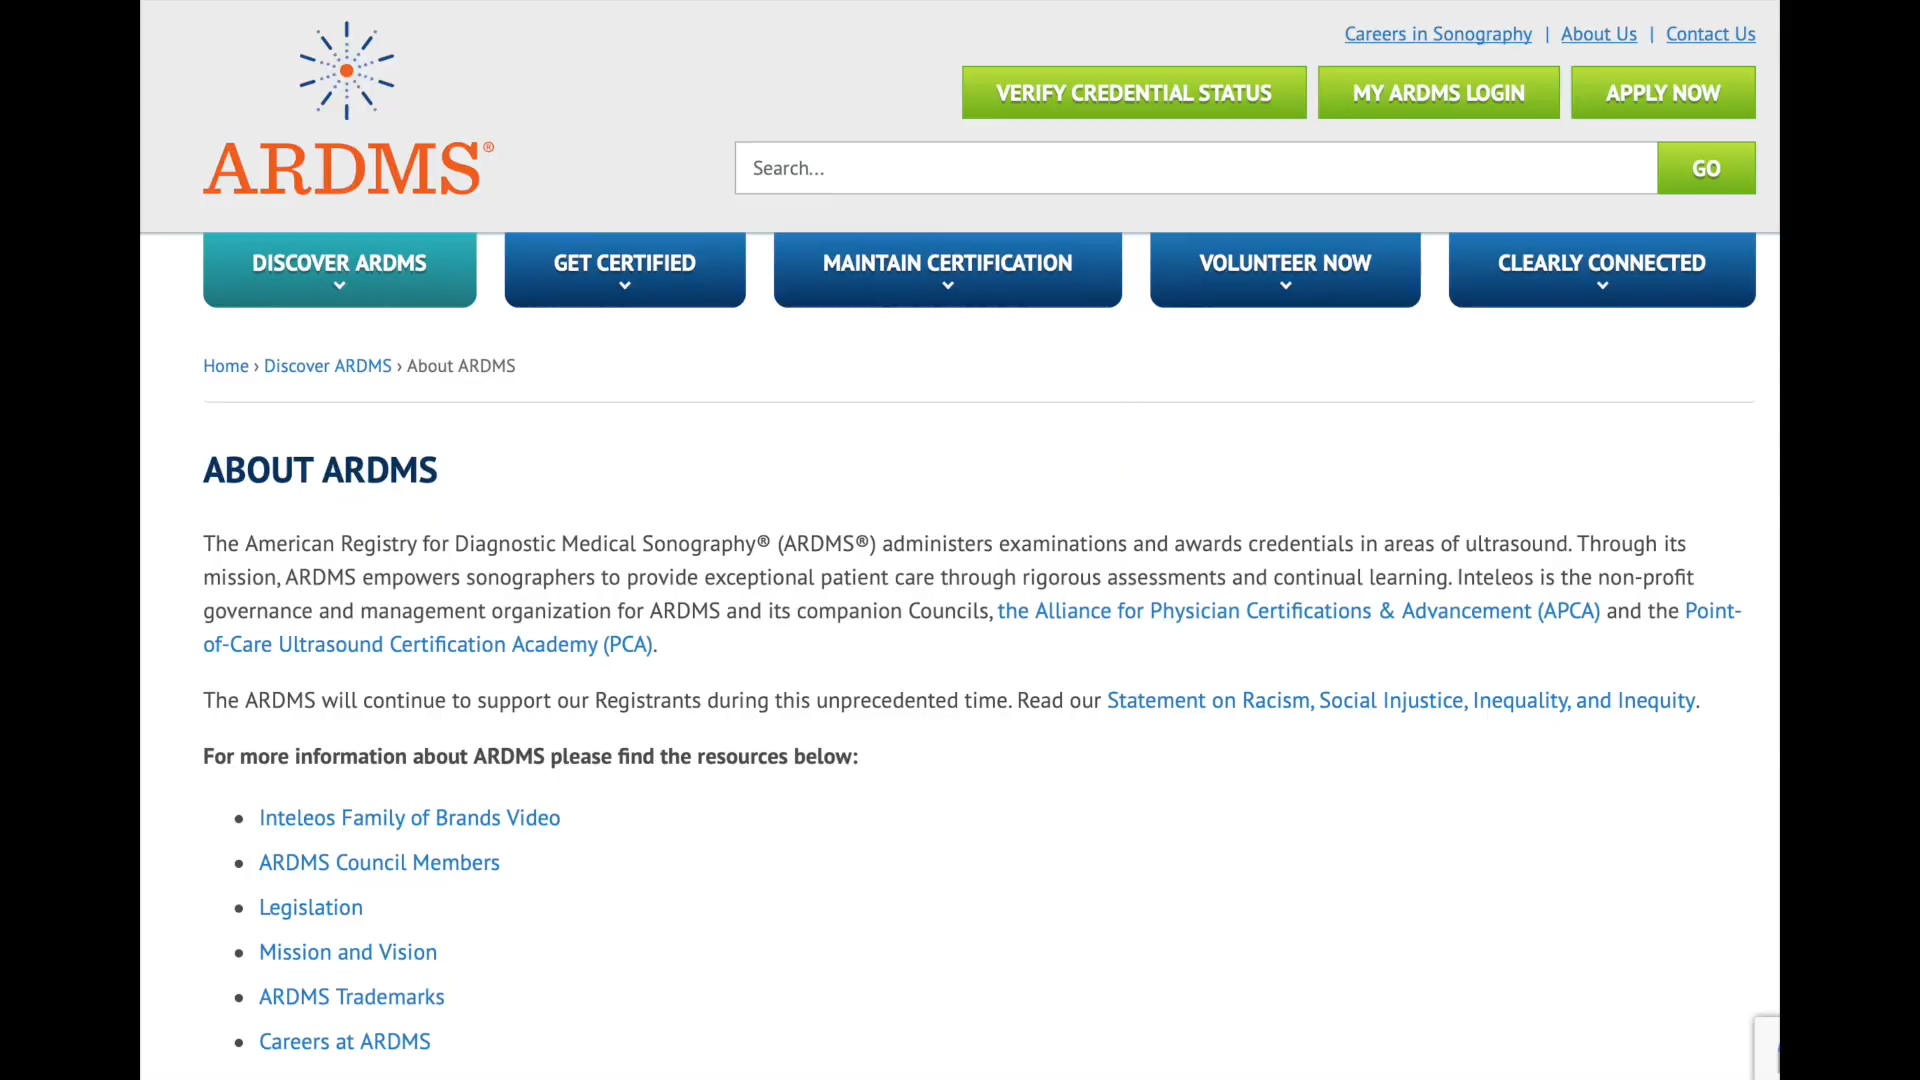 Careers in Sonography | About Us | Contact Us
VERIFY CREDENTIAL STATUS MY ARDMS LOGIN APPLY NOW
ARDMS®
Search... GO
DISCOVER ARDMS GET CERTIFIED MAINTAIN CERTIFICATION VOLUNTEER NOW CLEARLY CONNECTED
Home › Discover ARDMS › About ARDMS
ABOUT ARDMS
The American Registry for Diagnostic Medical Sonography® (ARDMS®) administers examinations and awards credentials in areas of ultrasound. Through its
mission, ARDMS empowers sonographers to provide exceptional patient care through rigorous assessments and continual learning. Inteleos is the non-profit
governance and management organization for ARDMS and its companion Councils, the Alliance for Physician Certifications & Advancement (APCA) and the Point-
of-Care Ultrasound Certification Academy (PCA).
The ARDMS will continue to support our Registrants during this unprecedented time. Read our Statement on Racism, Social Injustice, Inequality, and Inequity.
For more information about ARDMS please find the resources below:
• Inteleos Family of Brands Video
• ARDMS Council Members
• Legislation
• Mission and Vision
• ARDMS Trademarks
• Careers at ARDMS